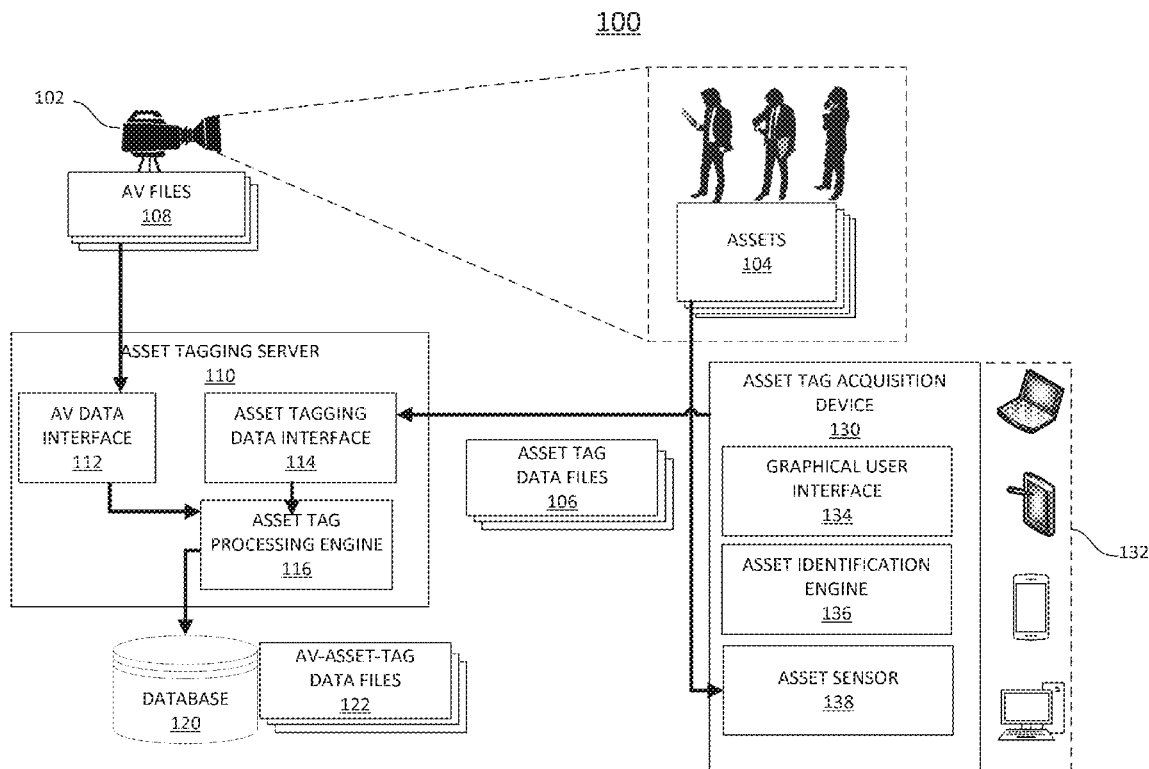 100
102
AV FILES
108
ASSETS
104
ASSET TAGGING SERVER
110
AV DATA
INTERFACE
112
ASSET TAGGING
DATA INTERFACE
114
ASSET TAG
PROCESSING ENGINE
116
DATABASE
120
AV-ASSET-TAG
DATA FILES
122
ASSET TAG
DATA FILES
106
ASSET TAG ACQUISITION
DEVICE
130
GRAPHICAL USER
INTERFACE
134
ASSET IDENTIFICATION
ENGINE
136
ASSET SENSOR
138
132